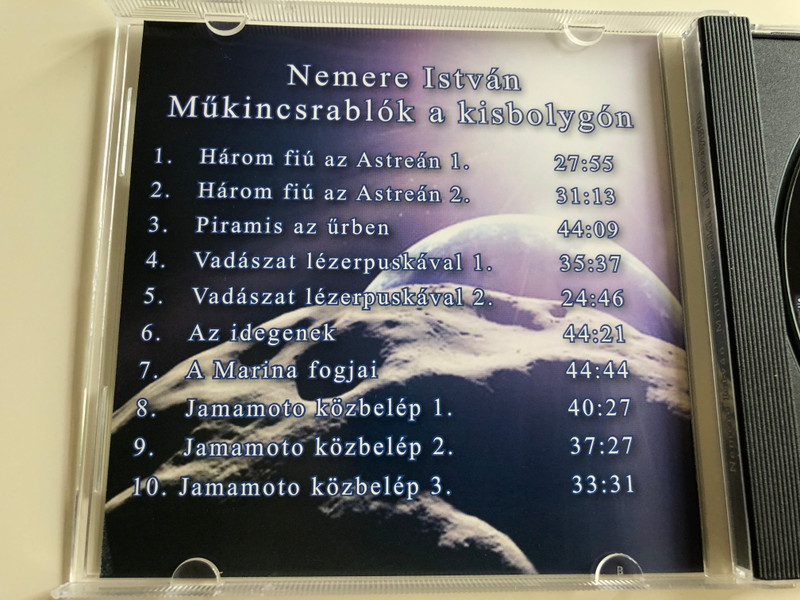 Nemere István
Műkincsrablók a kisbolygón
1. Három fiú az Astreán 1. 27:55
2. Három fiú az Astreán 2. 31:13
3. Piramis az űrben 44:09
4. Vadászat lézerpuskával 1. 35:37
5. Vadászat lézerpuskával 2. 24:46
6. Az idegenek 44:21
7. A Marina fogjai 44:44
8. Jamamoto közbelép 1. 40:27
9. Jamamoto közbelép 2. 37:27
10. Jamamoto közbelép 3. 33:31
B